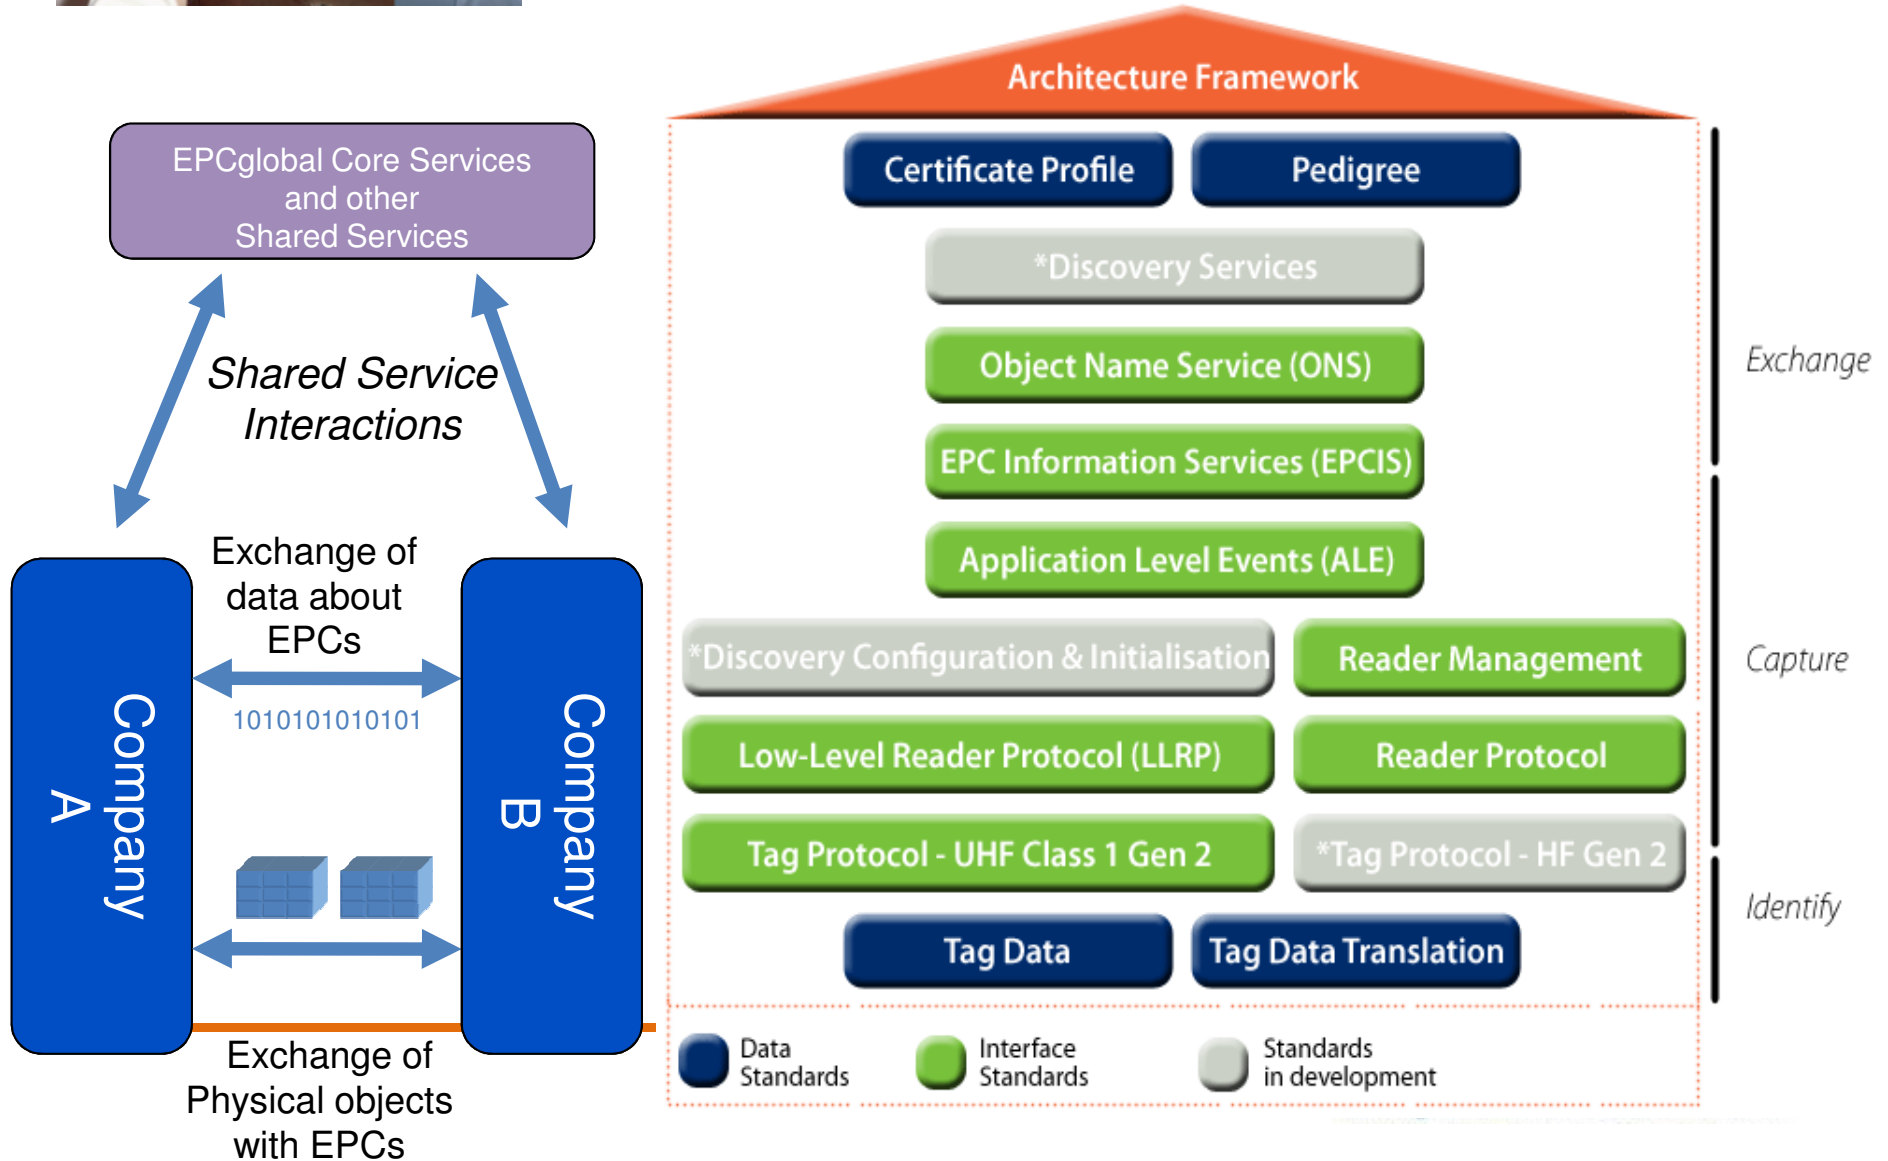 EPCglobal Core Services
and other
Shared Services
Shared Service
Interactions
Exchange of
data about
EPCs
1010101010101
Company
A
Company
B
Exchange of
Physical objects
with EPCs
Architecture Framework
Certificate Profile
Pedigree
*Discovery Services
Object Name Service (ONS)
EPC Information Services (EPCIS)
Application Level Events (ALE)
*Discovery Configuration & Initialisation
Reader Management
Low-Level Reader Protocol (LLRP)
Reader Protocol
Tag Protocol - UHF Class 1 Gen 2
*Tag Protocol - HF Gen 2
Tag Data
Tag Data Translation
Exchange
Capture
Identify
Data
Standards
Interface
Standards
Standards
in development